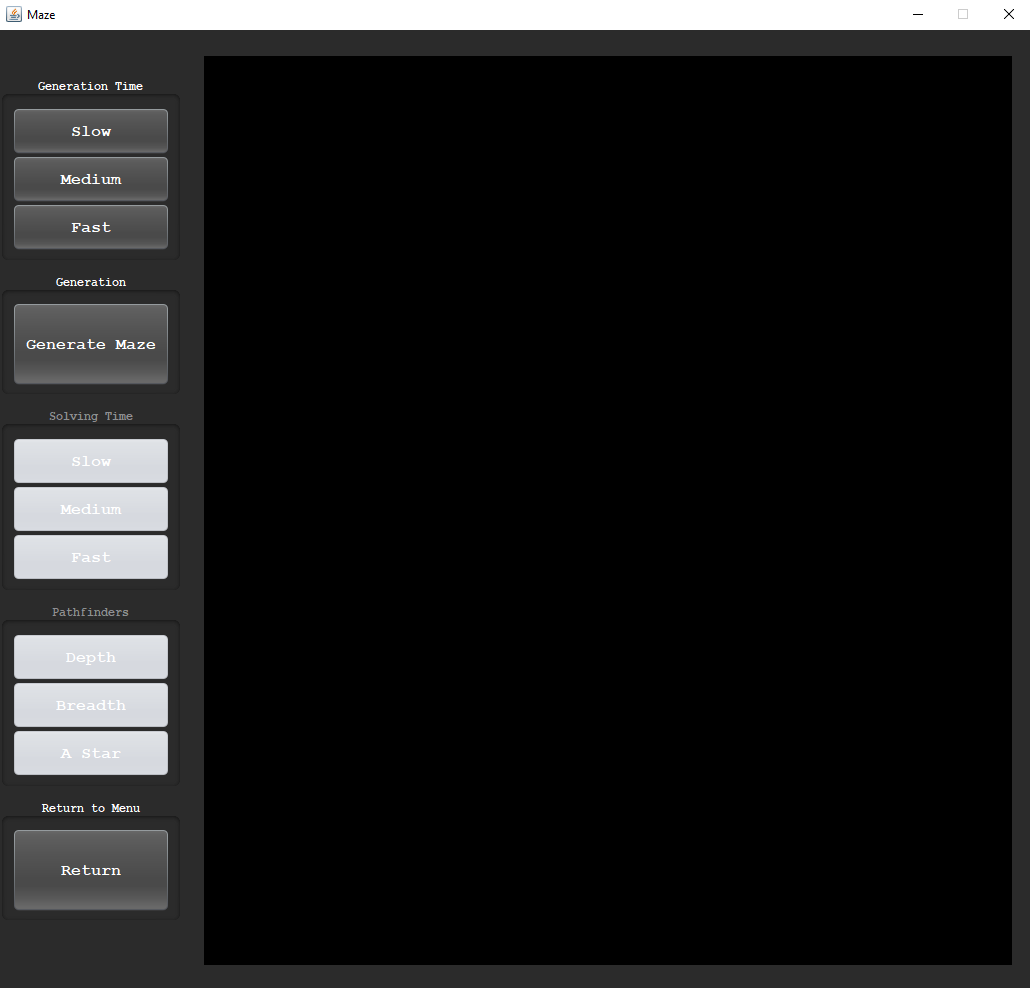 Maze
Generation Time
Slow
Medium
Fast
Generation
Generate Maze
Solving Time
Slow
Medium
Fast
Pathfinders
Depth
Breadth
A Star
Return to Menu
Return